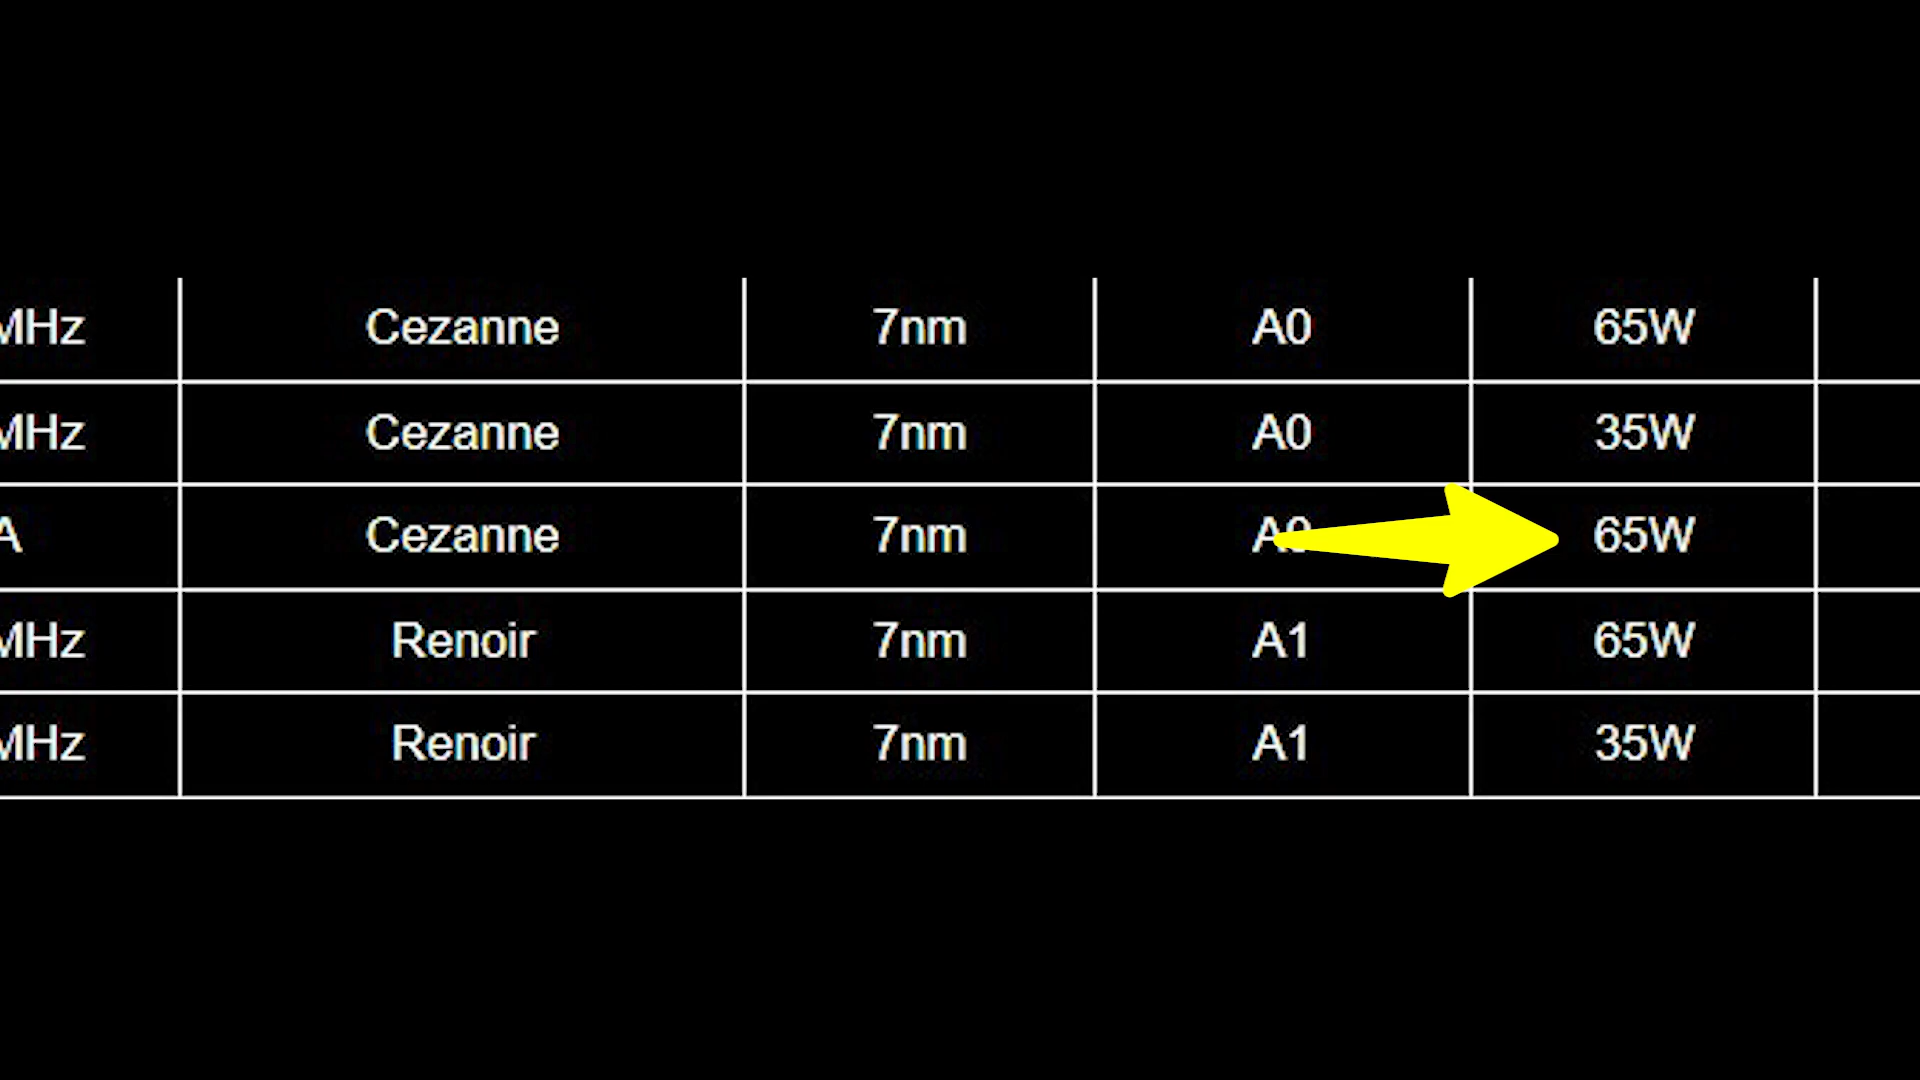 MHz Cezanne 7nm A0 65W
MHz Cezanne 7nm A0 35W
A Cezanne 7nm A0 65W
MHz Renoir 7nm A1 65W
MHz Renoir 7nm A1 35W